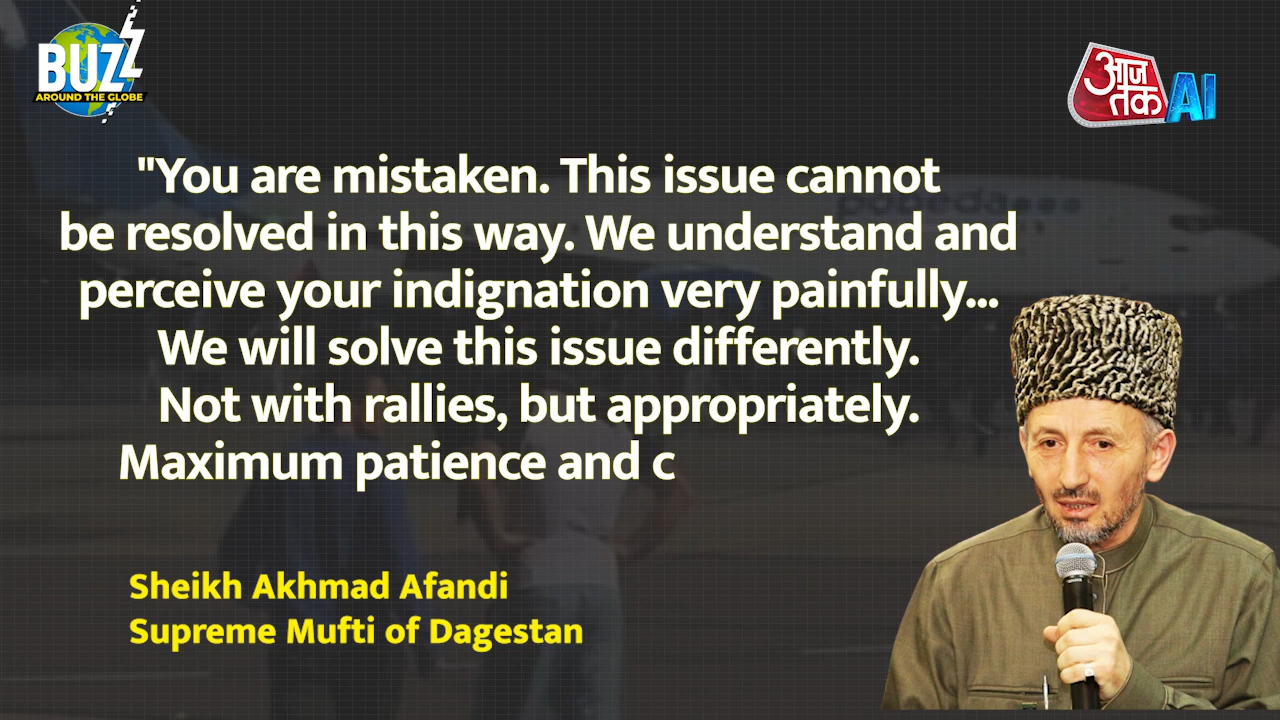 BUZZ
AROUND THE GLOBE
आज
तक AI
"You are mistaken. This issue cannot
be resolved in this way. We understand and
perceive your indignation very painfully...
We will solve this issue differently.
Not with rallies, but appropriately.
Maximum patience and c
Sheikh Akhmad Afandi
Supreme Mufti of Dagestan
pobeda